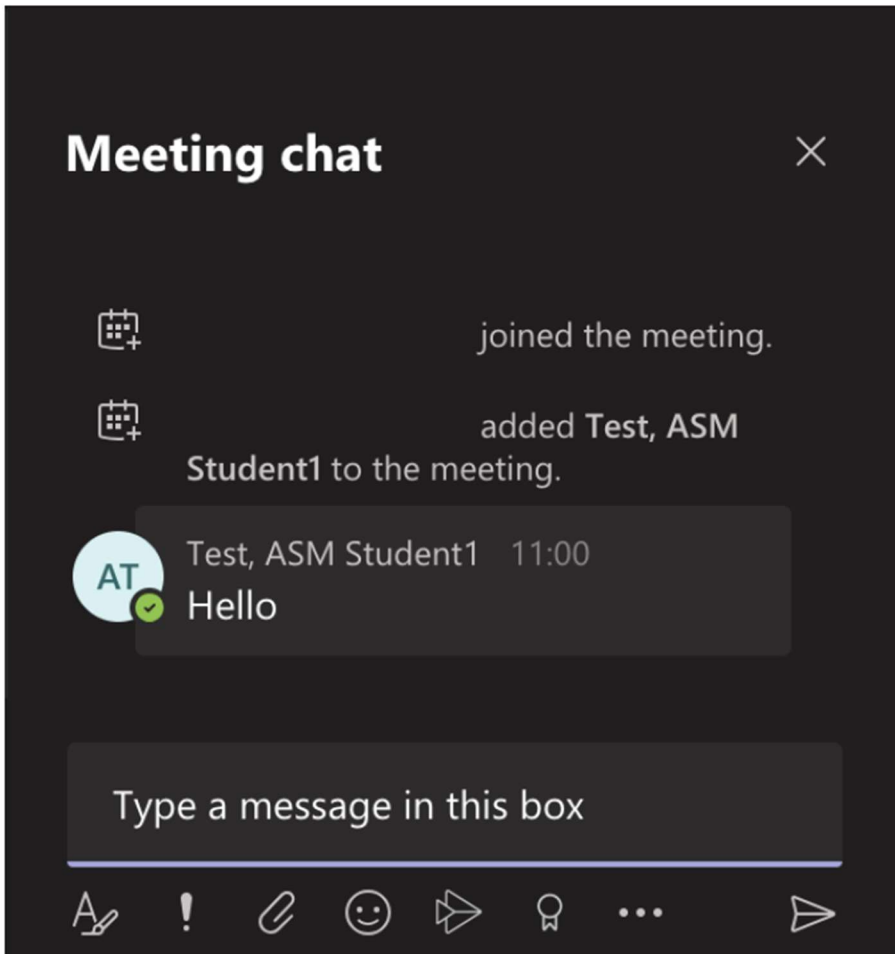 Meeting chat
joined the meeting.
added Test, ASM
Student1 to the meeting.
Test, ASM Student1 11:00
AT
Hello
Type a message in this box